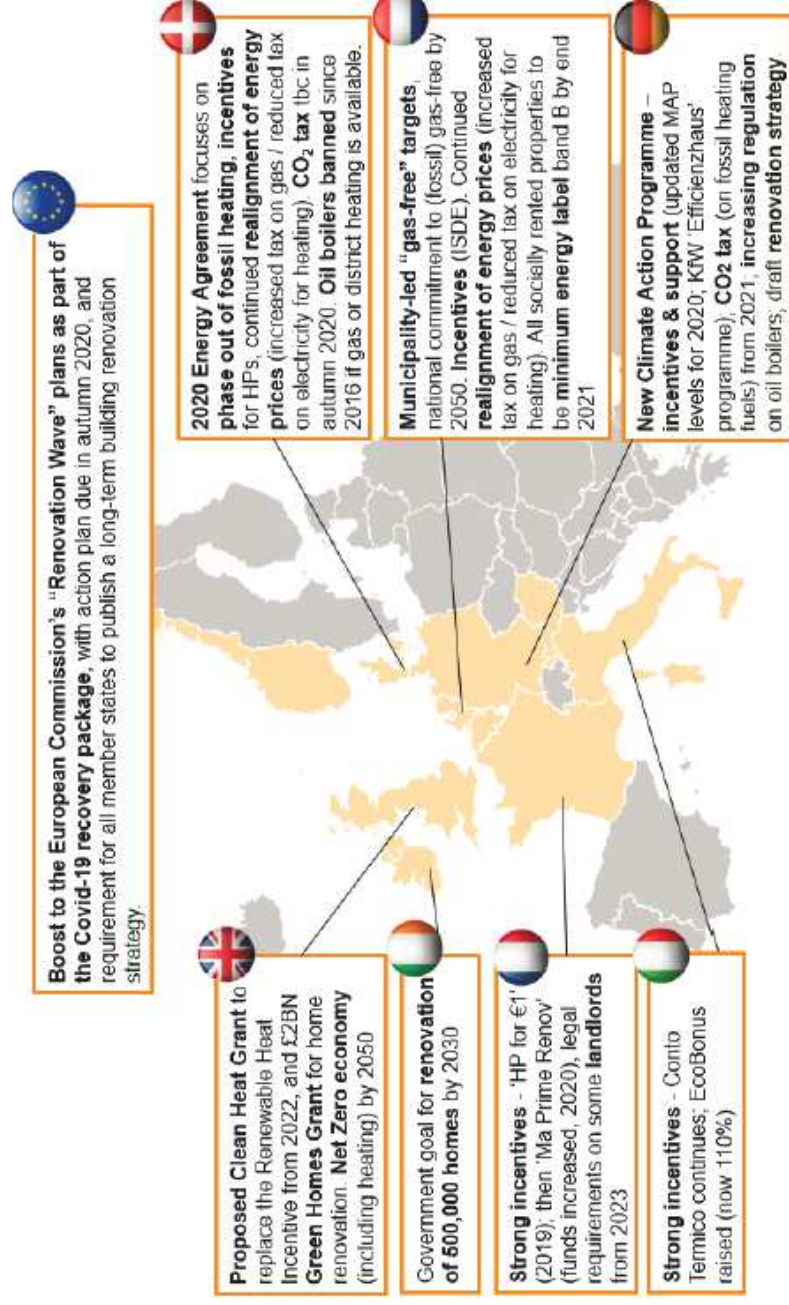 Boost to the European Commission's "Renovation Wave" plans as part of
the Covid-19 recovery package, with action plan due in autumn 2020, and
requirement for all member states to publish a long-term building renovation
strategy.
Proposed Clean Heat Grant to
replace the Renewable Heat
Incentive from 2022, and £2BN
Green Homes Grant for home
renovation. Net Zero economy
(including heating) by 2050
Government goal for renovation
of 500,000 homes by 2030
Strong incentives - 'HP for €1'
(2019); then 'Ma Prime Renov'
(funds increased, 2020), legal
requirements on some landlords
from 2023
Strong incentives - Conto
Termico continues; EcoBonus
raised (now 110%)
2020 Energy Agreement focuses on
phase out of fossil heating, incentives
for HPs, continued realignment of energy
prices (increased tax on gas / reduced tax
on electricity for heating). CO₂ tax tbc in
autumn 2020. Oil boilers banned since
2016 if gas or district heating is available.
Municipality-led "gas-free" targets,
national commitment to (fossil) gas-free by
2050. Incentives (ISDE). Continued
realignment of energy prices (increased
tax on gas / reduced tax on electricity for
heating). All socially rented properties to
be minimum energy label band B by end
2021
New Climate Action Programme –
incentives & support (updated MAP
levels for 2020; KfW 'Efficienzhaus'
programme); CO2 tax (on fossil heating
fuels) from 2021; increasing regulation
on oil boilers; draft renovation strategy.